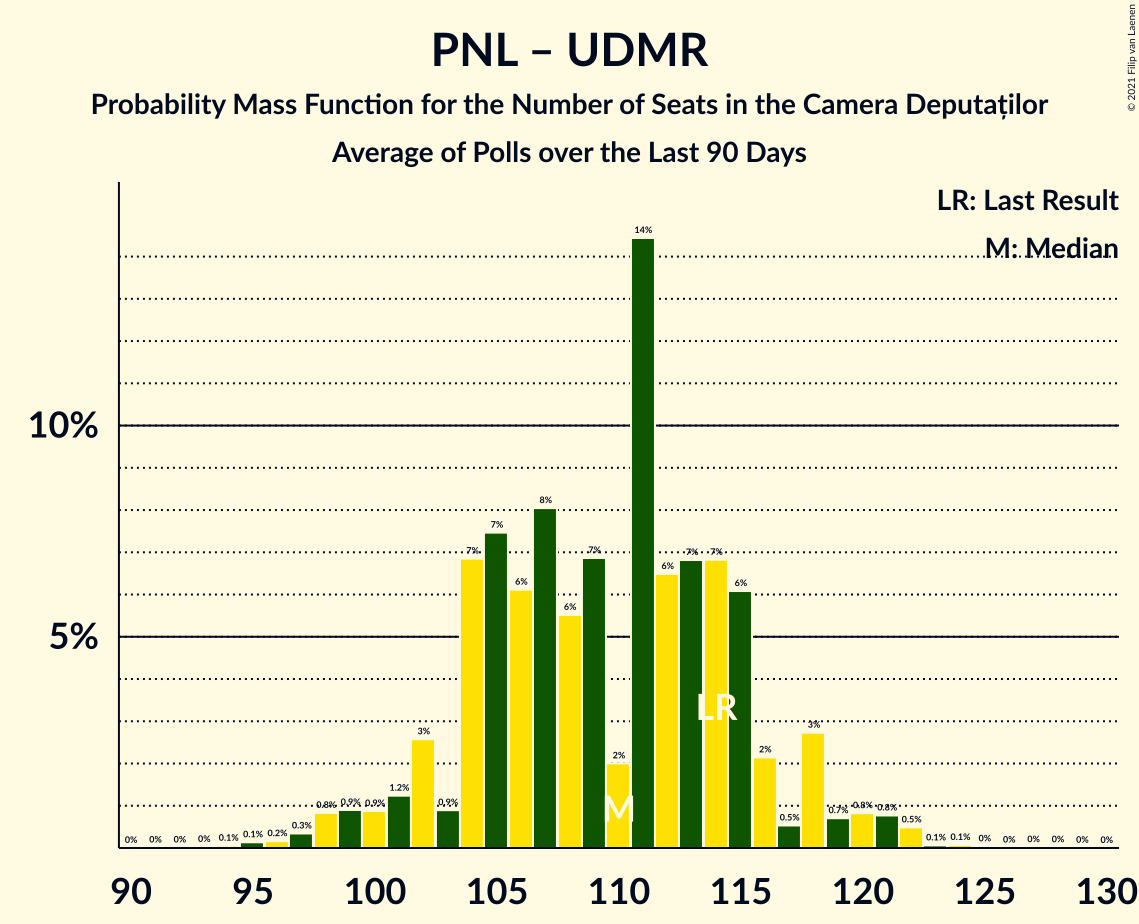 PNL – UDMR
Probability Mass Function for the Number of Seats in the Camera Deputaților
Average of Polls over the Last 90 Days
© 2021 Filip van Laenen
LR: Last Result
M: Median
10%
5%
0% 0% 0% 0% 0.1% 0.1% 0.2% 0.3% 0.8% 0.9% 0.9% 1.2% 3% 0.9% 7% 7% 6% 8% 6% 7% 2% 14% 6% 7% 7% 6% 2% 0.5% 3% 0.7% 0.8% 0.8% 0.5% 0.1% 0.1% 0% 0% 0% 0% 0% 0%
LR
M
90 95 100 105 110 115 120 125 130